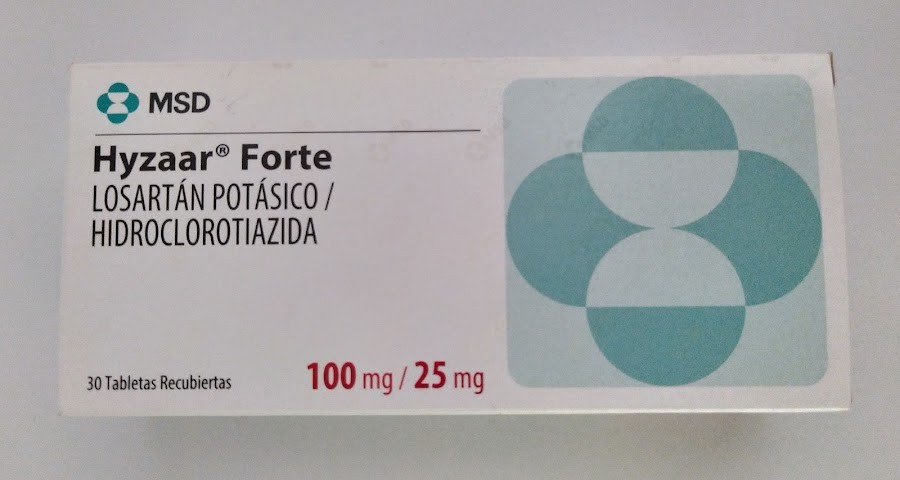 MSD
Hyzaar® Forte
LOSARTÁN POTÁSICO /
HIDROCLOROTIAZIDA
30 Tabletas Recubiertas
100 mg / 25 mg